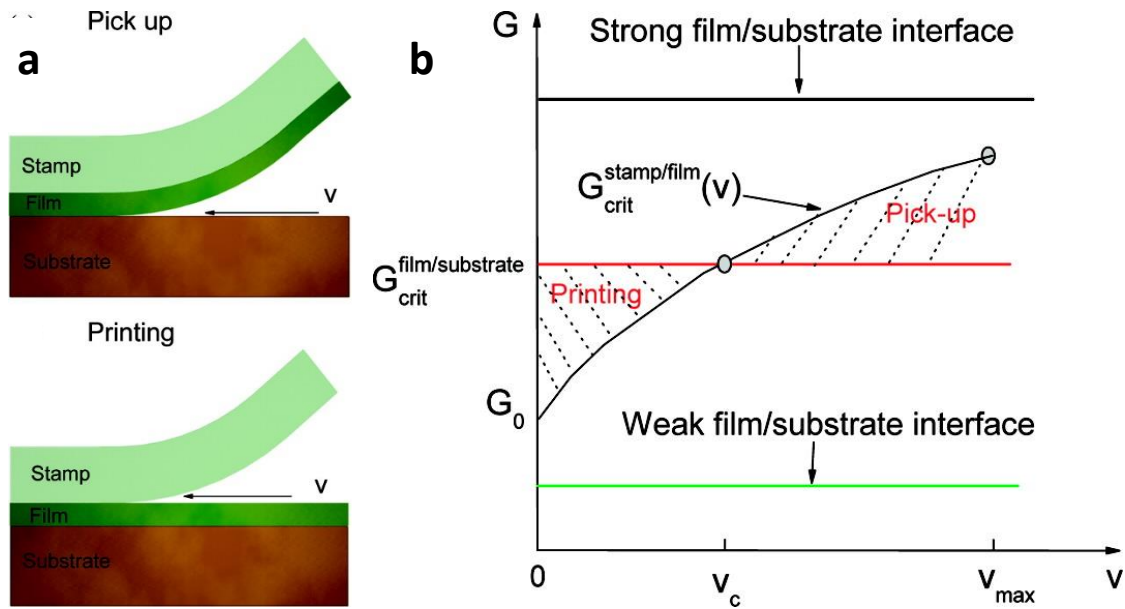 Pick up
a
Stamp
Film
v
Substrate
Printing
Stamp
Film
v
Substrate
b
G
Strong film/substrate interface
G_crit^stamp/film(v)
Pick-up
G_crit^film/substrate
Printing
G_0
Weak film/substrate interface
0
v_c
v_max
v